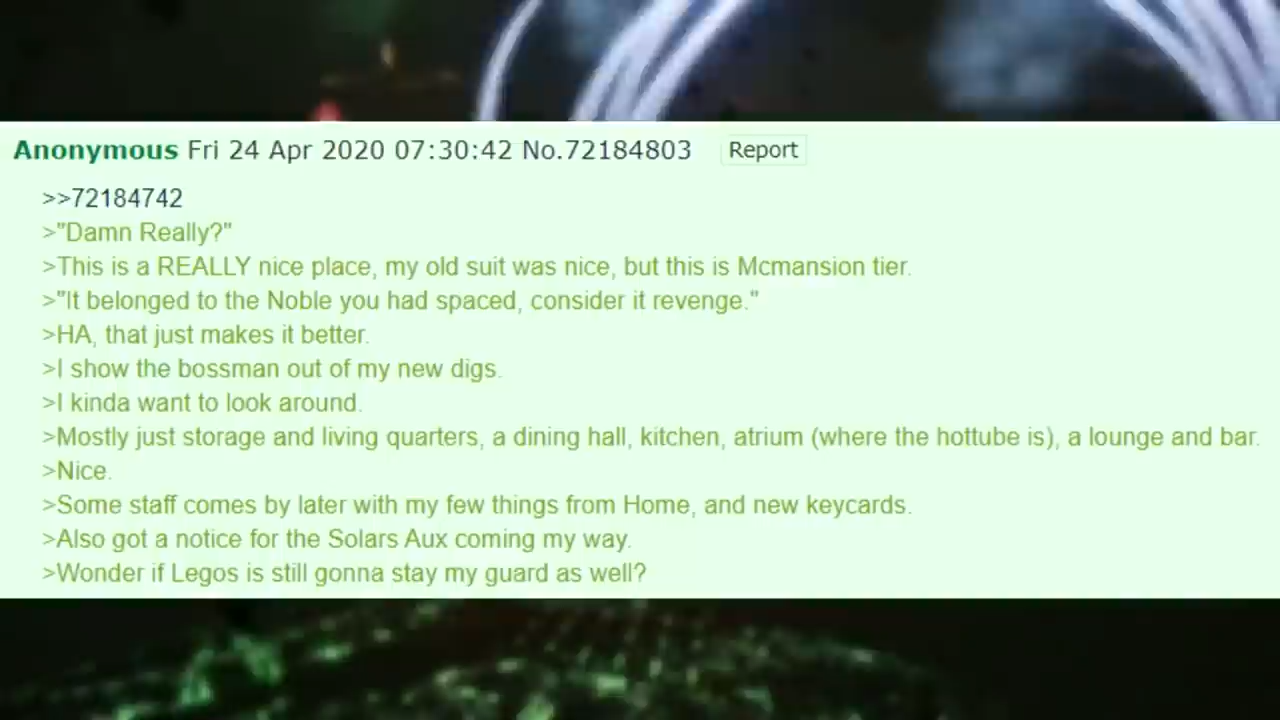 Anonymous Fri 24 Apr 2020 07:30:42 No.72184803 Report
>>72184742
>"Damn Really?"
>This is a REALLY nice place, my old suit was nice, but this is Mcmansion tier.
>"It belonged to the Noble you had spaced, consider it revenge."
>HA, that just makes it better.
>I show the bossman out of my new digs.
>I kinda want to look around.
>Mostly just storage and living quarters, a dining hall, kitchen, atrium (where the hottube is), a lounge and bar.
>Nice.
>Some staff comes by later with my few things from Home, and new keycards.
>Also got a notice for the Solars Aux coming my way.
>Wonder if Legos is still gonna stay my guard as well?